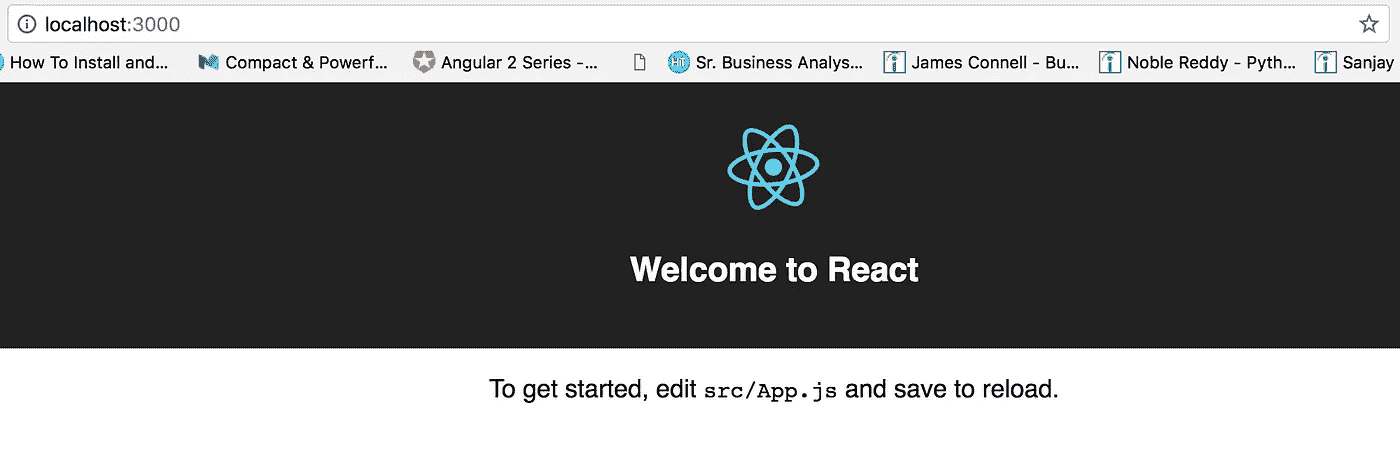 localhost:3000
How To Install and... Compact & Powerf... Angular 2 Series -... Sr. Business Analys... James Connell - Bu... Noble Reddy - Pyth... Sanjay
Welcome to React
To get started, edit src/App.js and save to reload.